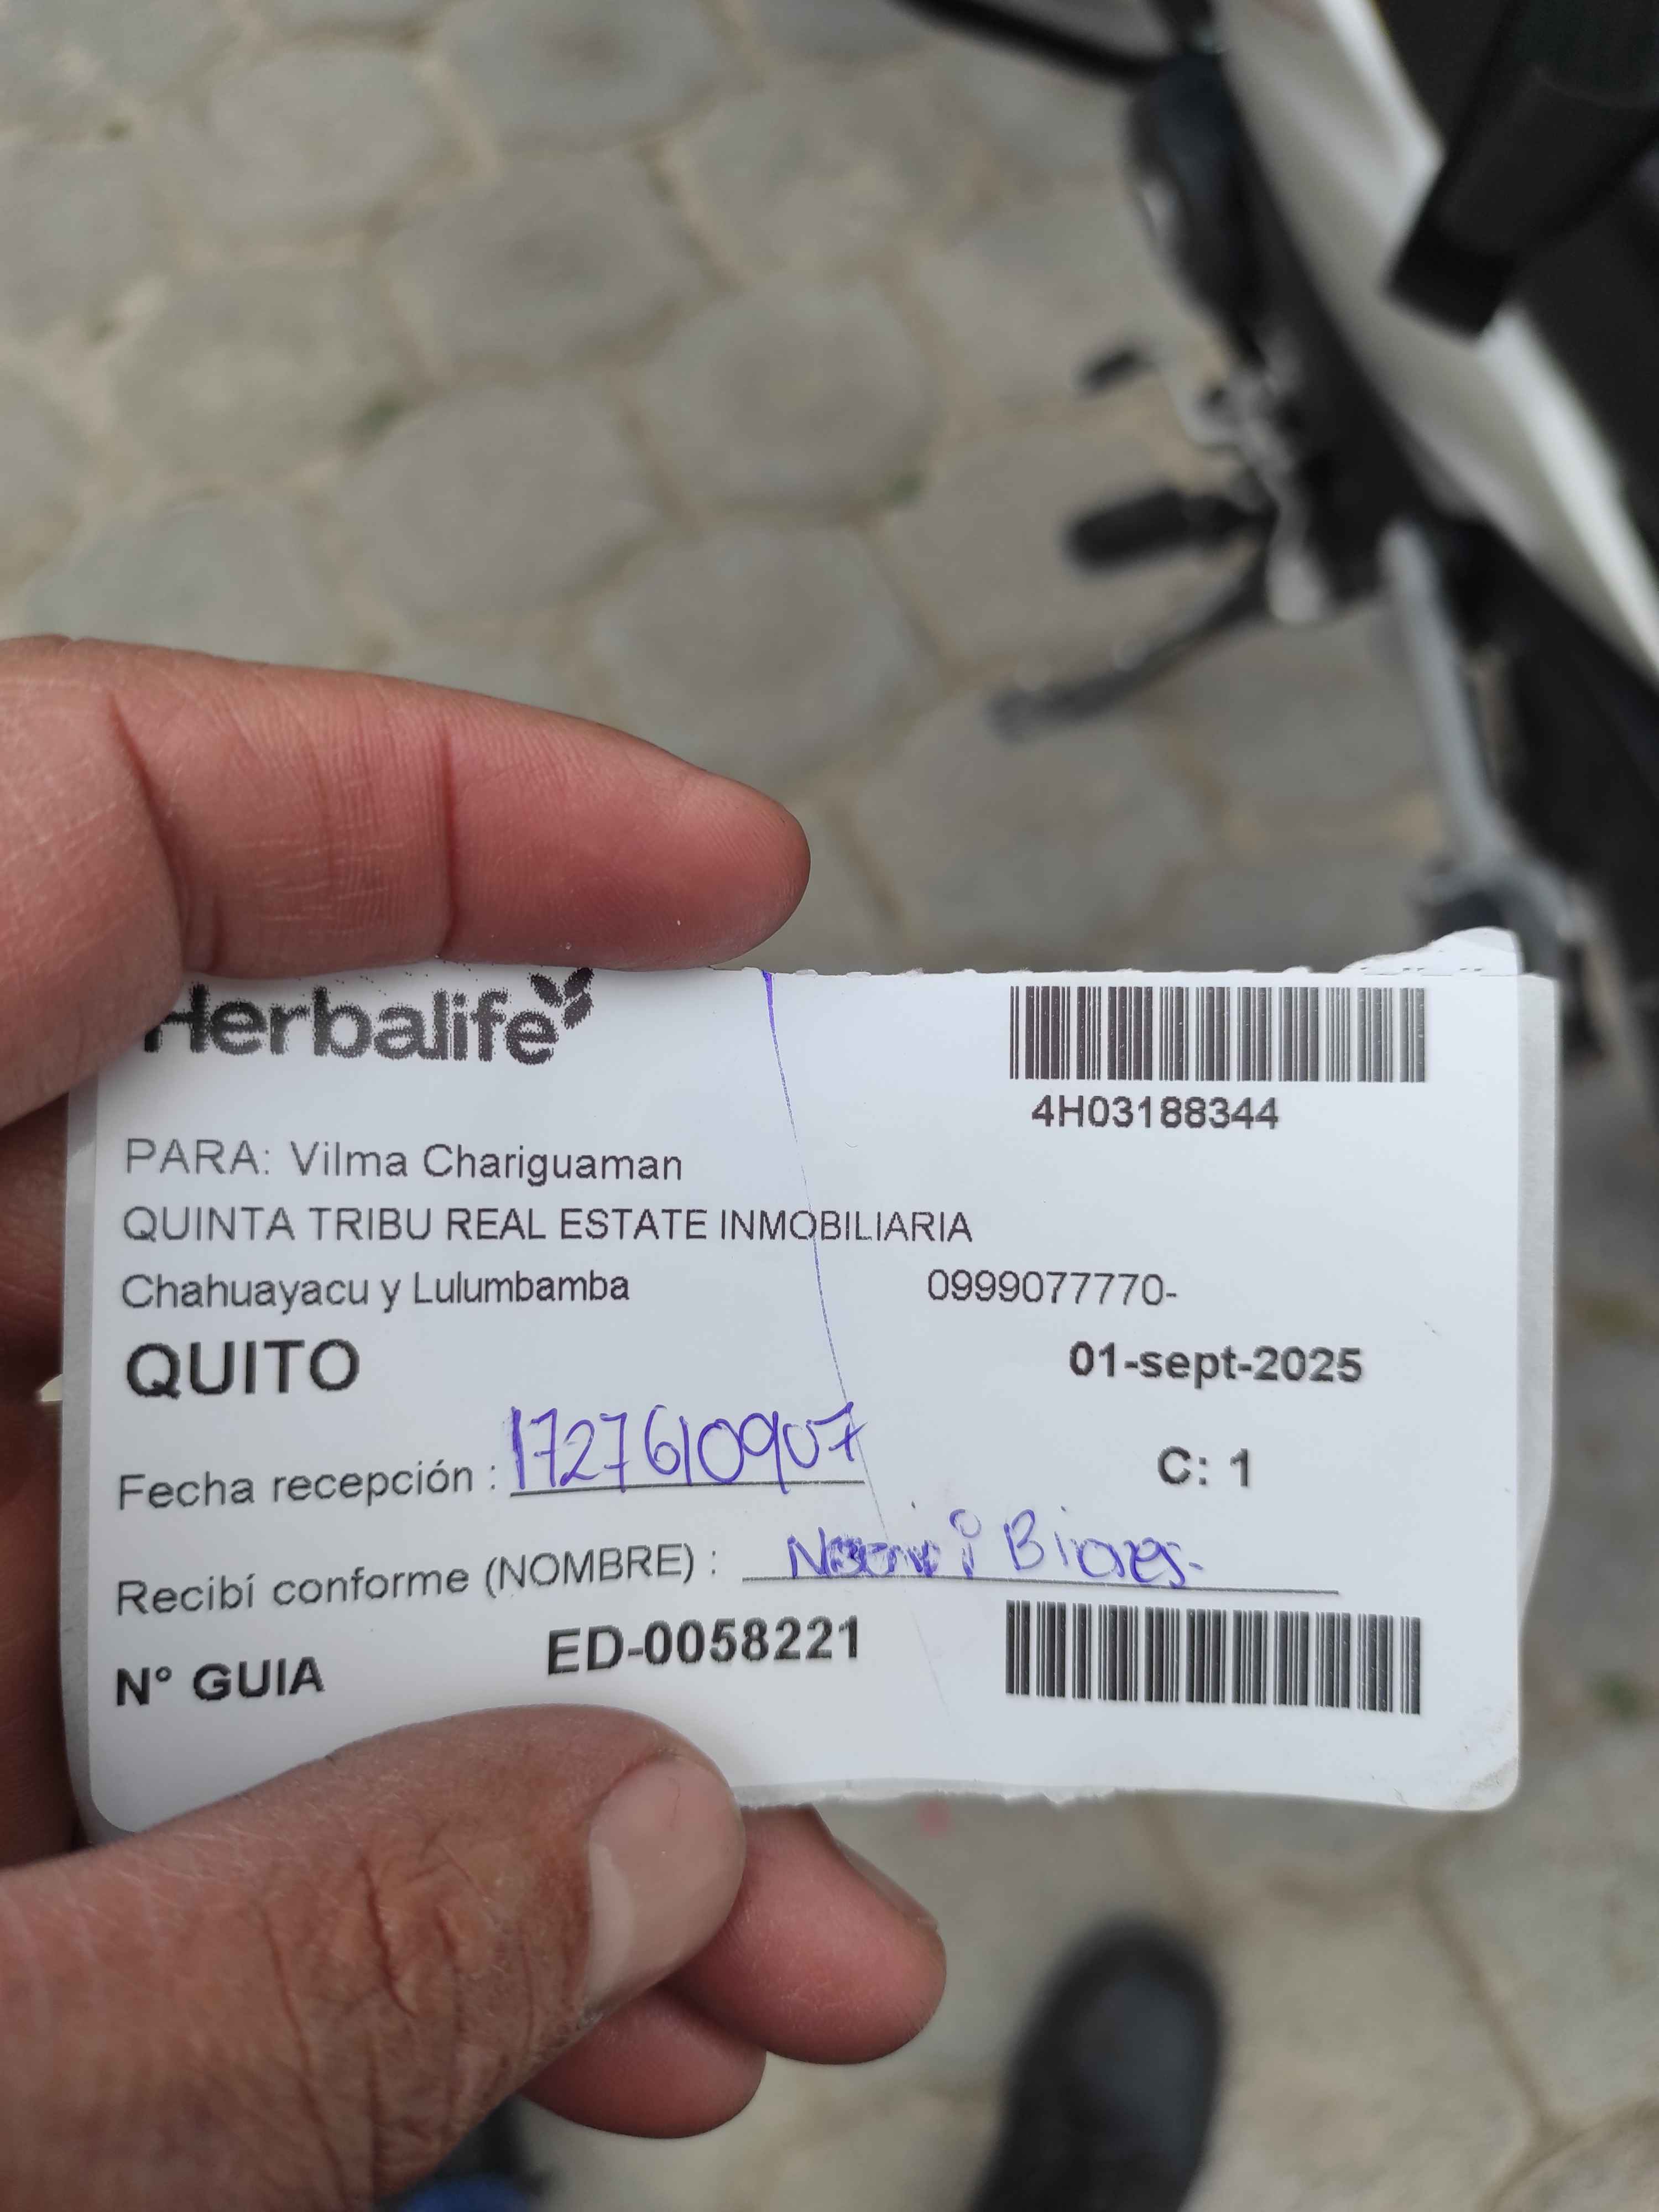 Herbalife
4H03188344
PARA: Vilma Chariguaman
QUINTA TRIBU REAL ESTATE INMOBILIARIA
Chahuayacu y Lulumbamba 0999077770-
QUITO 01-sept-2025
Fecha recepción : 1727610907
C: 1
Recibí conforme (NOMBRE) :
N° GUIA ED-0058221